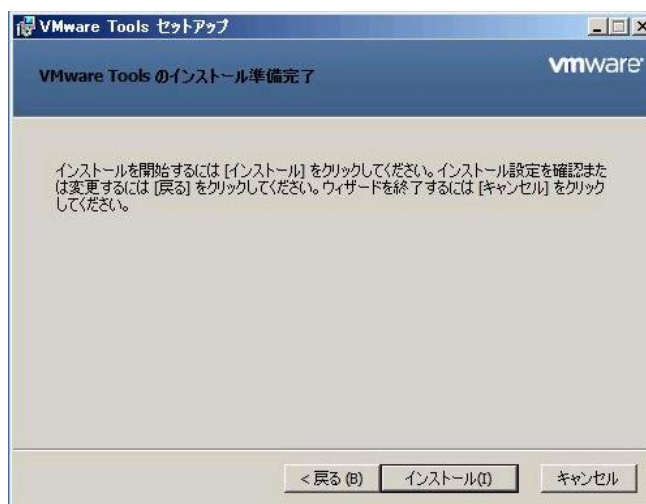 VMware Tools セットアップ
VMware Tools のインストール準備完了
vmware
インストールを開始するには [インストール] をクリックしてください。インストール設定を確認また
は変更するには [戻る] をクリックしてください。ウィザードを終了するには [キャンセル] をクリック
してください。
< 戻る (B)
インストール(I)
キャンセル